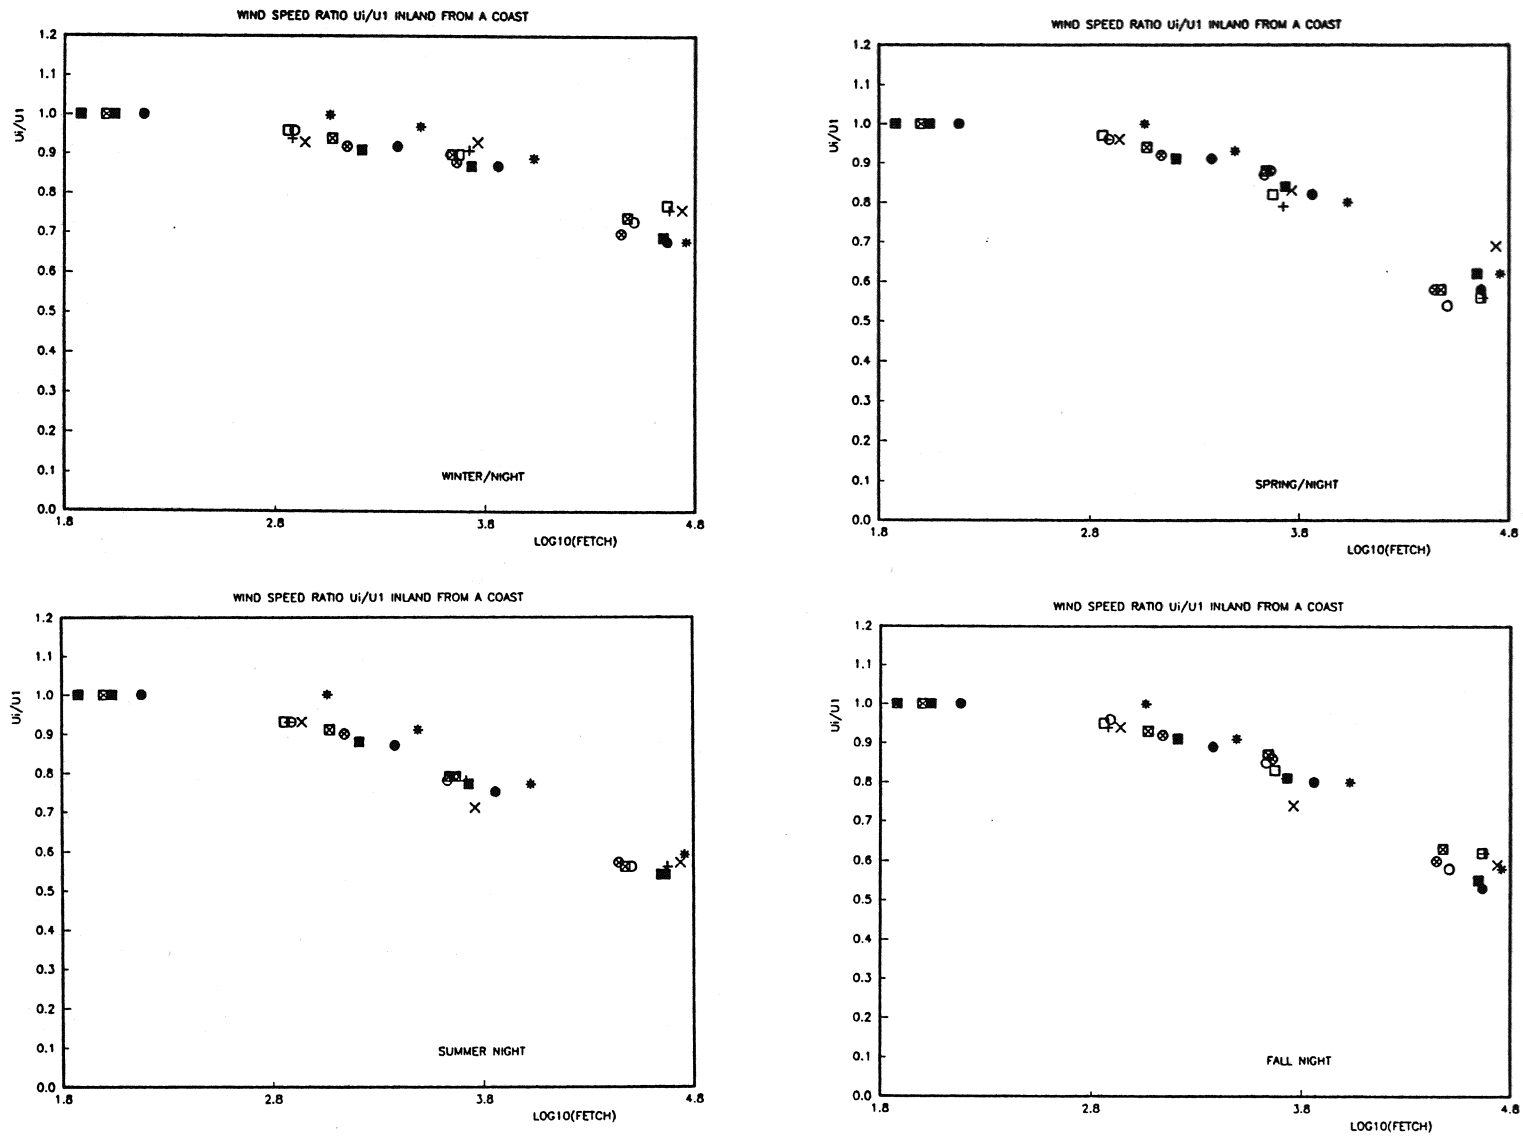 WIND SPEED RATIO Ui/U1 INLAND FROM A COAST
1.2
1.1
1.0
0.9
0.8
0.7
0.6
0.5
0.4
0.3
0.2
0.1
0.0
Ui/U1
WINTER/NIGHT
1.8 2.8 3.8 4.8
LOG10(FETCH)
WIND SPEED RATIO Ui/U1 INLAND FROM A COAST
1.2
1.1
1.0
0.9
0.8
0.7
0.6
0.5
0.4
0.3
0.2
0.1
0.0
Ui/U1
SPRING/NIGHT
1.8 2.8 3.8 4.8
LOG10(FETCH)
WIND SPEED RATIO Ui/U1 INLAND FROM A COAST
1.2
1.1
1.0
0.9
0.8
0.7
0.6
0.5
0.4
0.3
0.2
0.1
0.0
Ui/U1
SUMMER NIGHT
1.8 2.8 3.8 4.8
LOG10(FETCH)
WIND SPEED RATIO Ui/U1 INLAND FROM A COAST
1.2
1.1
1.0
0.9
0.8
0.7
0.6
0.5
0.4
0.3
0.2
0.1
0.0
Ui/U1
FALL NIGHT
1.8 2.8 3.8 4.8
LOG10(FETCH)